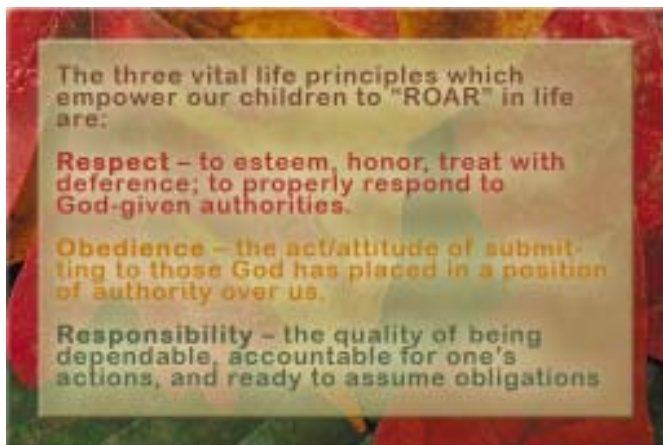 The three vital life principles which
empower our children to "ROAR" in life
are:
Respect – to esteem, honor, treat with
deference; to properly respond to
God-given authorities.
Obedience – the act/attitude of submit-
ting to those God has placed in a position
of authority over us.
Responsibility – the quality of being
dependable, accountable for one's
actions, and ready to assume obligations